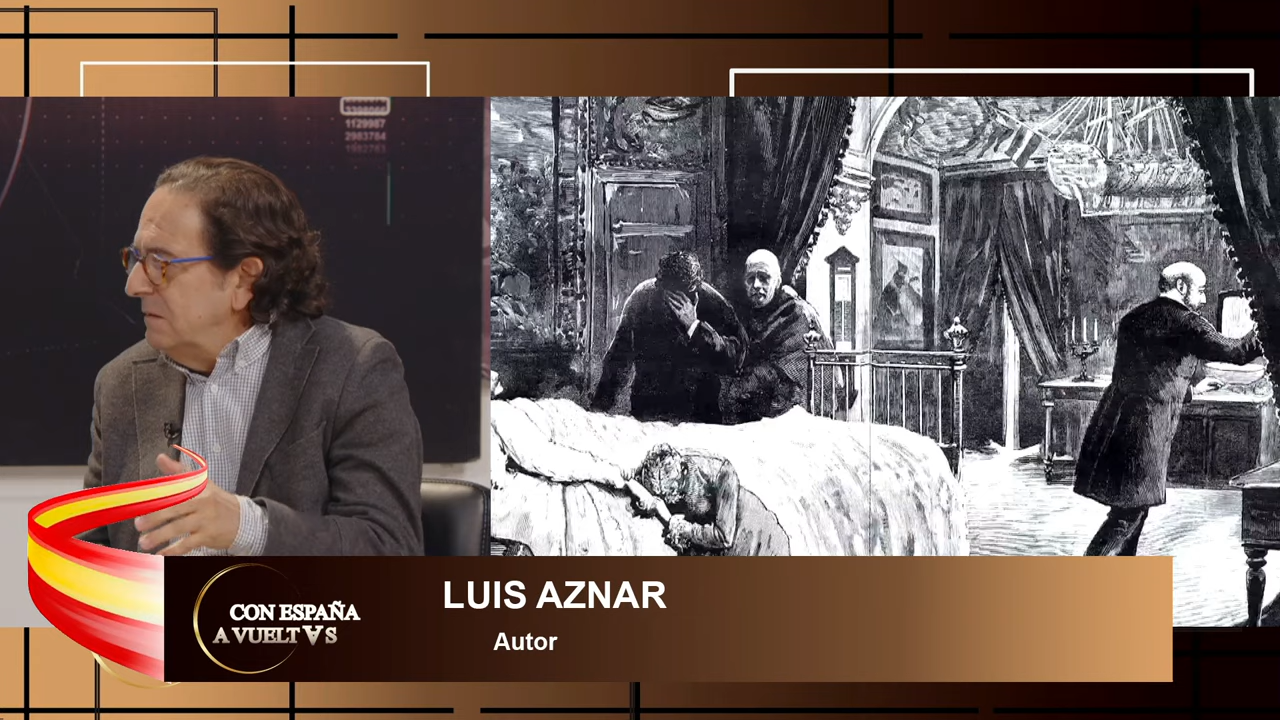 1129987
2983784
LUIS AZNAR
Autor
CON ESPAÑA
A VUELTAS